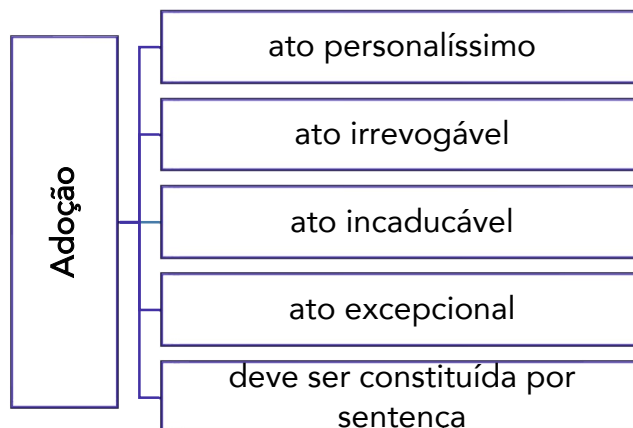 Adoção
ato personalíssimo
ato irrevogável
ato incaducável
ato excepcional
deve ser constituída por
sentença